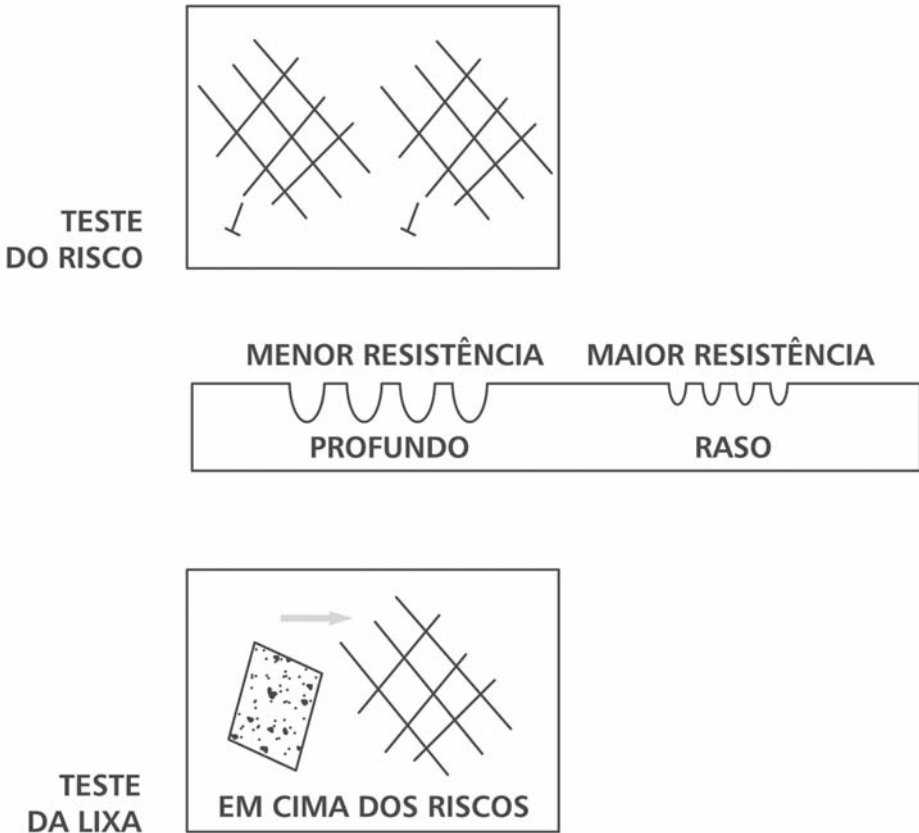 TESTE
DO RISCO
MENOR RESISTÊNCIA
MAIOR RESISTÊNCIA
PROFUNDO
RASO
TESTE
DA LIXA
EM CIMA DOS RISCOS